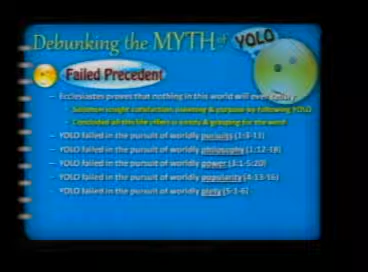 Debunking the MYTH of YOLO
Failed Precedent
– Ecclesiastes proves that nothing in this world will ever satisfy
– Solomon sought satisfaction, meaning & purpose by following YOLO
– Concluded all this life offers is vanity & grasping for the wind
– YOLO failed in the pursuit of worldly pursuits (1:3-11)
– YOLO failed in the pursuit of worldly philosophy (1:12-18)
– YOLO failed in the pursuit of worldly power (3:1-5:20)
– YOLO failed in the pursuit of worldly popularity (4:13-16)
– YOLO failed in the pursuit of worldly piety (5:1-6)